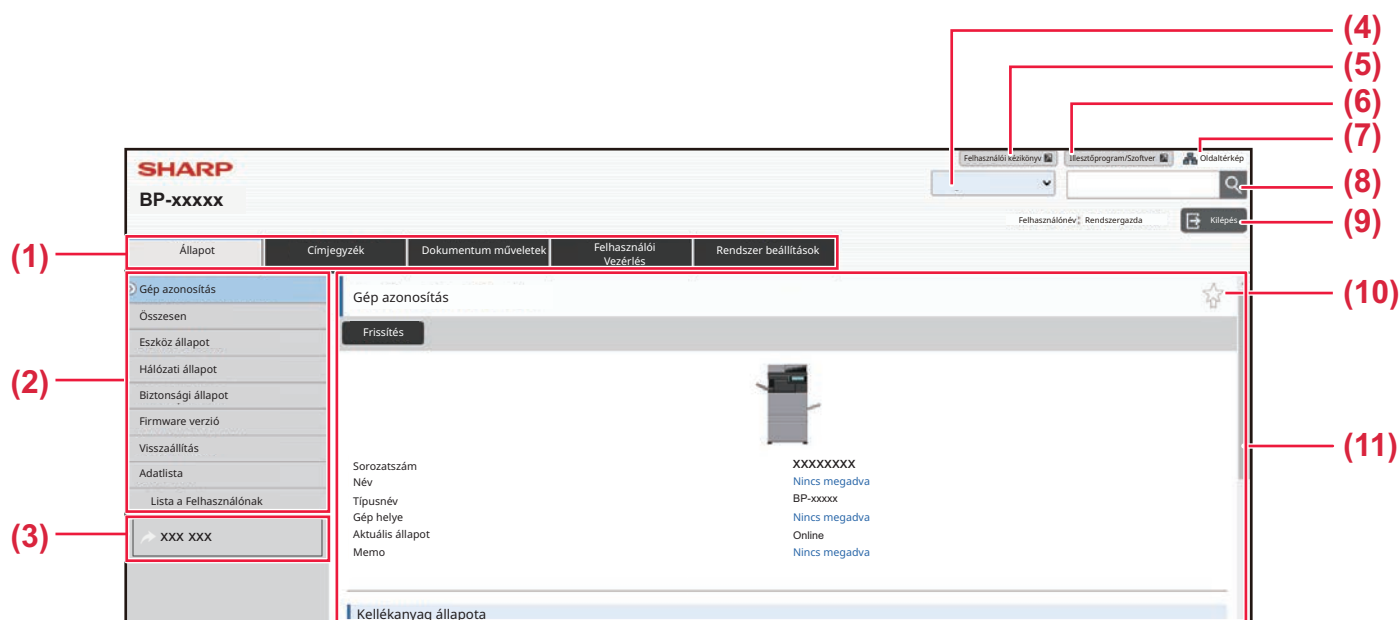 (4)
(5)
(6)
(7)
Felhasználói kézikönyv
Illesztőprogram/Szoftver
Oldaltérkép
SHARP
BP-xxxxx
(8)
Felhasználónév: Rendszergazda
Kilépés
(9)
(1)
Állapot
Címjegyzék
Dokumentum műveletek
Felhasználói
Vezérlés
Rendszer beállítások
(2)
Gép azonosítás
Összesen
Eszköz állapot
Hálózati állapot
Biztonsági állapot
Firmware verzió
Visszaállítás
Adatlista
Lista a Felhasználónak
(3)
XXX XXX
Gép azonosítás
(10)
Frissítés
(11)
Sorozatszám XXXXXXXX
Név Nincs megadva
Típusnév BP-xxxxx
Gép helye Nincs megadva
Aktuális állapot Online
Memo Nincs megadva
Kellékanyag állapota